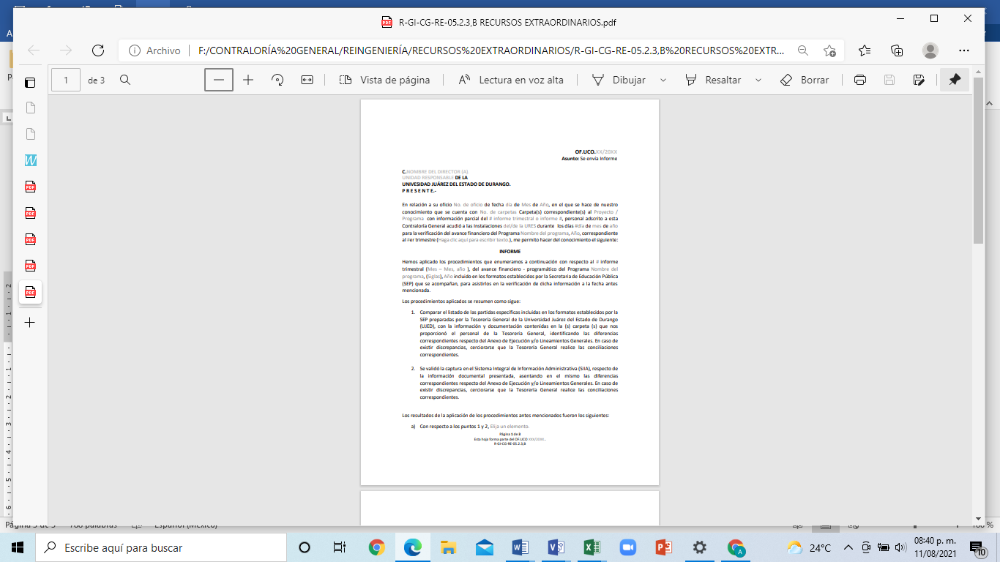 R-GI-CG-RE-05.2.3,B RECURSOS EXTRAORDINARIOS.pdf
Archivo
F:/CONTRALORÍA%20GENERAL/REINGENIERÍA/RECURSOS%20EXTRAORDINARIOS/R-GI-CG-RE-05.2.3,B%20RECURSOS%20EXTR...
1 de 3
Vista de página
Lectura en voz alta
Dibujar
Resaltar
Borrar
OF.UCO.XX/20XX
Asunto: Se envía Informe
C.NOMBRE DEL DIRECTOR (A)
UNIDAD RESPONSABLE DE LA
UNIVESIDAD JUÁREZ DEL ESTADO DE DURANGO.
P R E S E N T E.-
En relación a su oficio No. de oficio de fecha día de Mes de Año, en el que se hace de nuestro
conocimiento que se cuenta con No. de carpetas Carpeta(s) correspondiente(s) al Proyecto /
Programa con información parcial del # informe trimestral o informe #, personal adscrito a esta
Contraloría General acudió a las Instalaciones del/de la URES durante los días #día de mes de año
para la verificación del avance financiero del Programa Nombre del programa, Año, correspondiente
al #er trimestre (Haga clic aquí para escribir texto.), me permito hacer del conocimiento el siguiente:
INFORME
Hemos aplicado los procedimientos que enumeramos a continuación con respecto al # informe
trimestral (Mes – Mes, año ), del avance financiero - programático del Programa Nombre del
programa, (Siglas), Año incluido en los formatos establecidos por la Secretaria de Educación Pública
(SEP) que se acompañan, para asistirlos en la verificación de dicha información a la fecha antes
mencionada.
Los procedimientos aplicados se resumen como sigue:
1. Comparar el listado de las partidas específicas incluidas en los formatos establecidos por la
SEP preparadas por la Tesorería General de la Universidad Juárez del Estado de Durango
(UJED), con la información y documentación contenidas en la (s) carpeta (s) que nos
proporcionó el personal de la Tesorería General, identificando las diferencias
correspondientes respecto del Anexo de Ejecución y/o Lineamientos Generales. En caso de
existir discrepancias, cerciorarse que la Tesorería General realice las conciliaciones
correspondientes.
2. Se validó la captura en el Sistema Integral de Información Administrativa (SIIA), respecto de
la información documental presentada, asentando en el mismo las diferencias
correspondientes respecto del Anexo de Ejecución y/o Lineamientos Generales. En caso de
existir discrepancias, cerciorarse que la Tesorería General realice las conciliaciones
correspondientes.
Los resultados de la aplicación de los procedimientos antes mencionados fueron los siguientes:
a) Con respecto a los puntos 1 y 2, Elija un elemento.
Página 1 de 3
Esta hoja forma parte del OF.UCO XXX/20XX.
R-GI-CG-RE-05.2.3,B
Escribe aquí para buscar
24°C
08:40 p. m.
11/08/2021
10